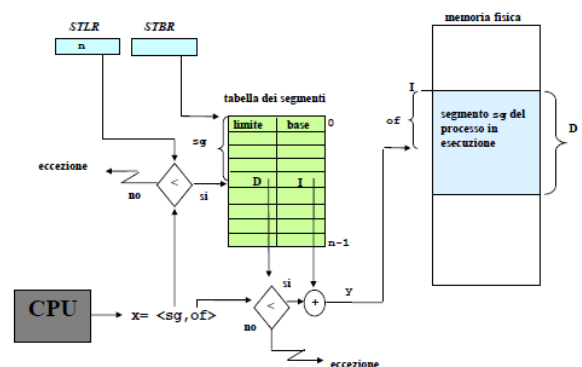 STLR STBR
n
memoria fisica
tabella dei segmenti
limite base
0
sg
I
of
segmento sg del
processo in
esecuzione
D
eccezione
<
no
si
D I
n-1
CPU
x= <sg,of>
<
si
+
y
no
eccezione